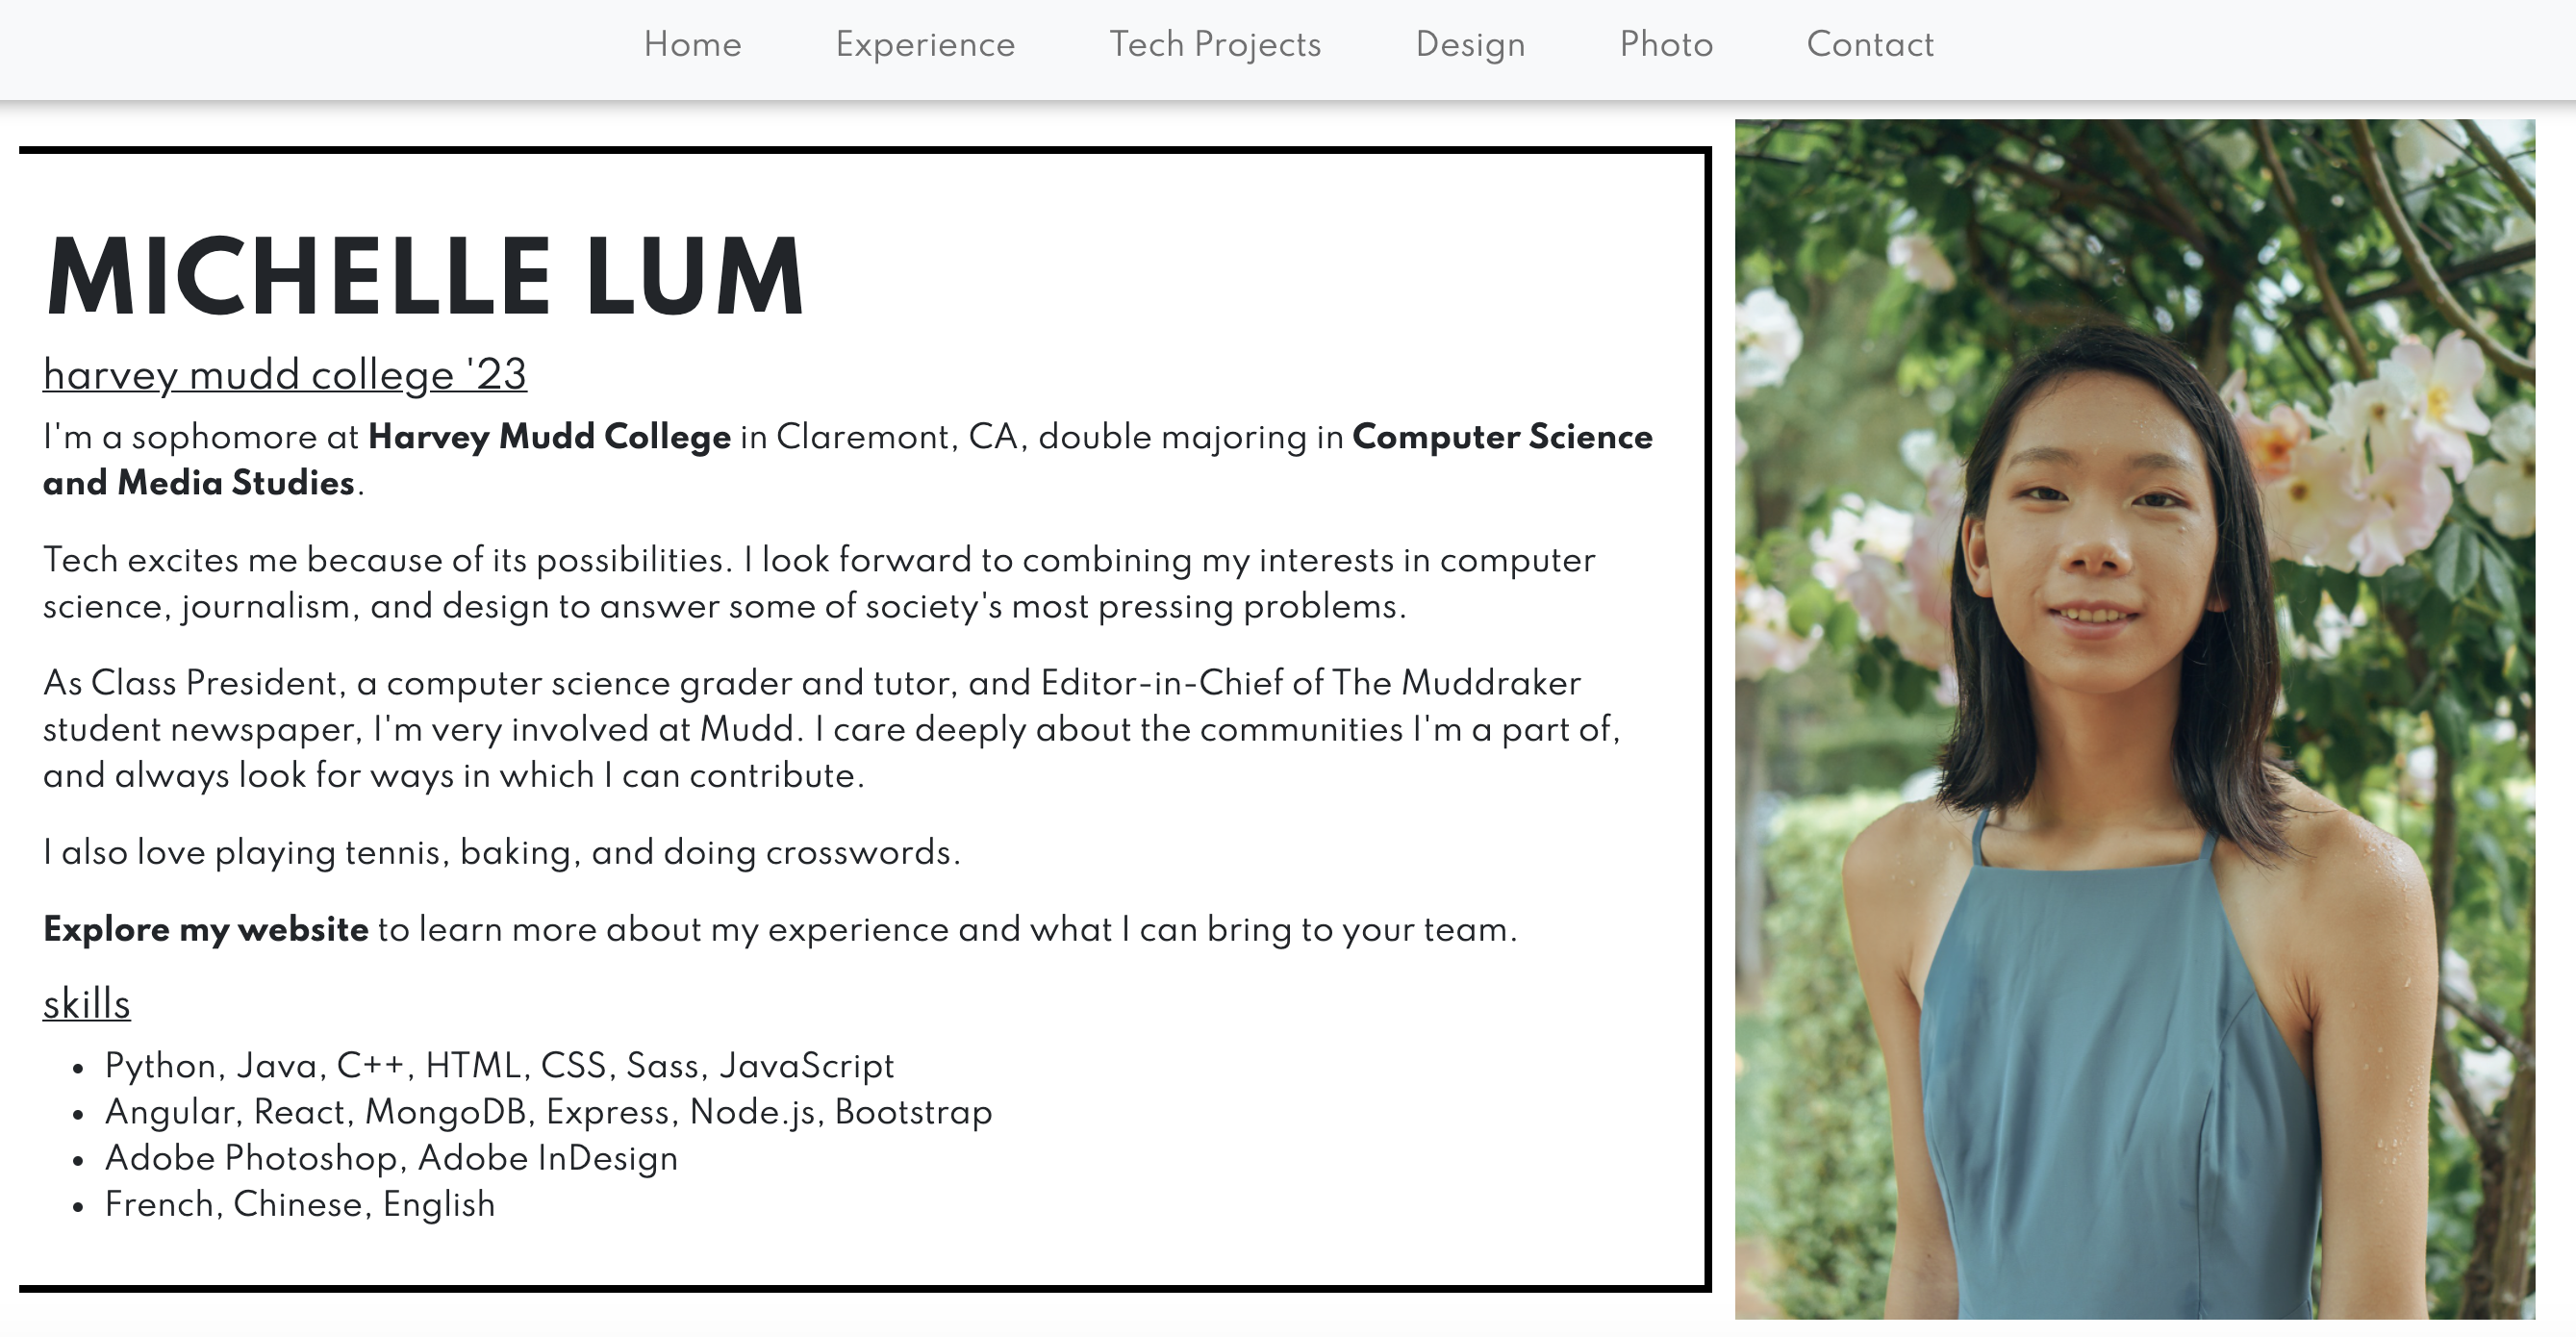 Home Experience Tech Projects Design Photo Contact
MICHELLE LUM
harvey mudd college '23
I'm a sophomore at Harvey Mudd College in Claremont, CA, double majoring in Computer Science
and Media Studies.
Tech excites me because of its possibilities. I look forward to combining my interests in computer
science, journalism, and design to answer some of society's most pressing problems.
As Class President, a computer science grader and tutor, and Editor-in-Chief of The Muddraker
student newspaper, I'm very involved at Mudd. I care deeply about the communities I'm a part of,
and always look for ways in which I can contribute.
I also love playing tennis, baking, and doing crosswords.
Explore my website to learn more about my experience and what I can bring to your team.
skills
• Python, Java, C++, HTML, CSS, Sass, JavaScript
• Angular, React, MongoDB, Express, Node.js, Bootstrap
• Adobe Photoshop, Adobe InDesign
• French, Chinese, English